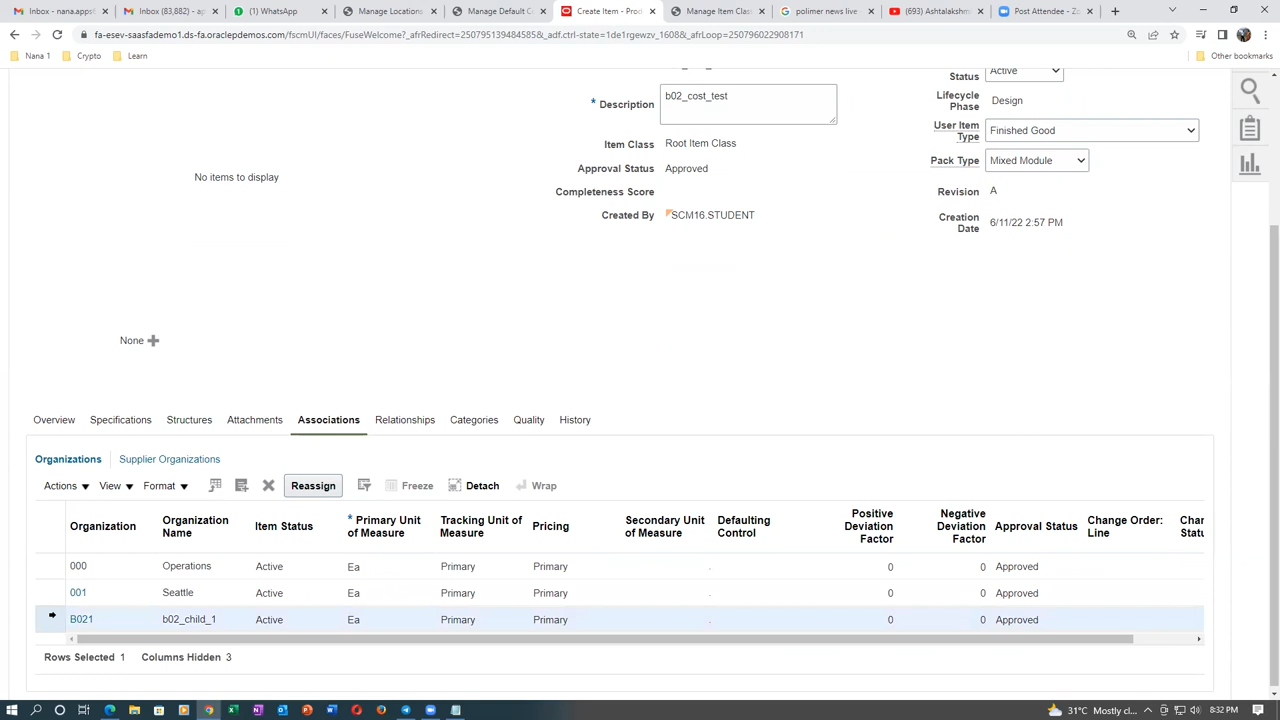 Inbox - nana.appsS
Inbox (83,882) - ap
(1) WhatsApp
Manage Locations
Manage Default C
Create Item - Prod
Manage Item Class
polimer news live
(693) Ashtalakshm
Post Attendee - Zo
fa-esev-saasfademo1.ds-fa.oraclepdemos.com/fscmUI/faces/FuseWelcome?_afrRedirect=250795139484585&_adf.ctrl-state=1de1rgewzv_1608&_afrLoop=250796022908171
Nana 1
Crypto
Learn
Other bookmarks
Status
Active
* Description
b02_cost_test
Lifecycle Phase
Design
User Item Type
Finished Good
Item Class
Root Item Class
Pack Type
Mixed Module
Approval Status
Approved
No items to display
Completeness Score
Revision
A
Created By
SCM16.STUDENT
Creation Date
6/11/22 2:57 PM
None
Overview
Specifications
Structures
Attachments
Associations
Relationships
Categories
Quality
History
Organizations
Supplier Organizations
Actions
View
Format
Reassign
Freeze
Detach
Wrap
Organization
Organization Name
Item Status
* Primary Unit of Measure
Tracking Unit of Measure
Pricing
Secondary Unit of Measure
Defaulting Control
Positive Deviation Factor
Negative Deviation Factor
Approval Status
Change Order: Line
Chan Statu
000 Operations Active Ea Primary Primary 0 0 Approved
001 Seattle Active Ea Primary Primary 0 0 Approved
B021 b02_child_1 Active Ea Primary Primary 0 0 Approved
Rows Selected 1
Columns Hidden 3
31°C Mostly cl...
8:32 PM